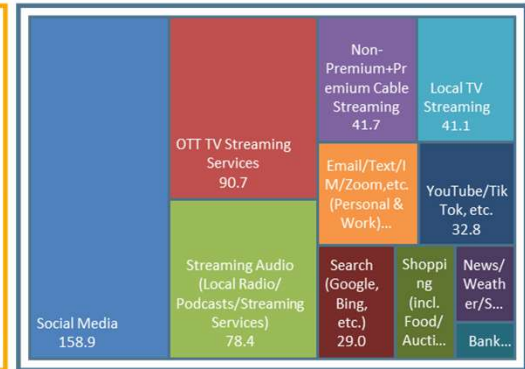 Social Media
158.9
OTT TV Streaming
Services
90.7
Streaming Audio
(Local Radio/
Podcasts/Streaming
Services)
78.4
Non-
Premium+Pr
emium Cable
Streaming
41.7
Local TV
Streaming
41.1
Email/Text/I
M/Zoom,etc.
(Personal &
Work)...
YouTube/Tik
Tok, etc.
32.8
Search
(Google,
Bing,
etc.)
29.0
Shoppi
ng
(incl.
Food/
Aucti...
News/
Weath
er/S...
Bank...